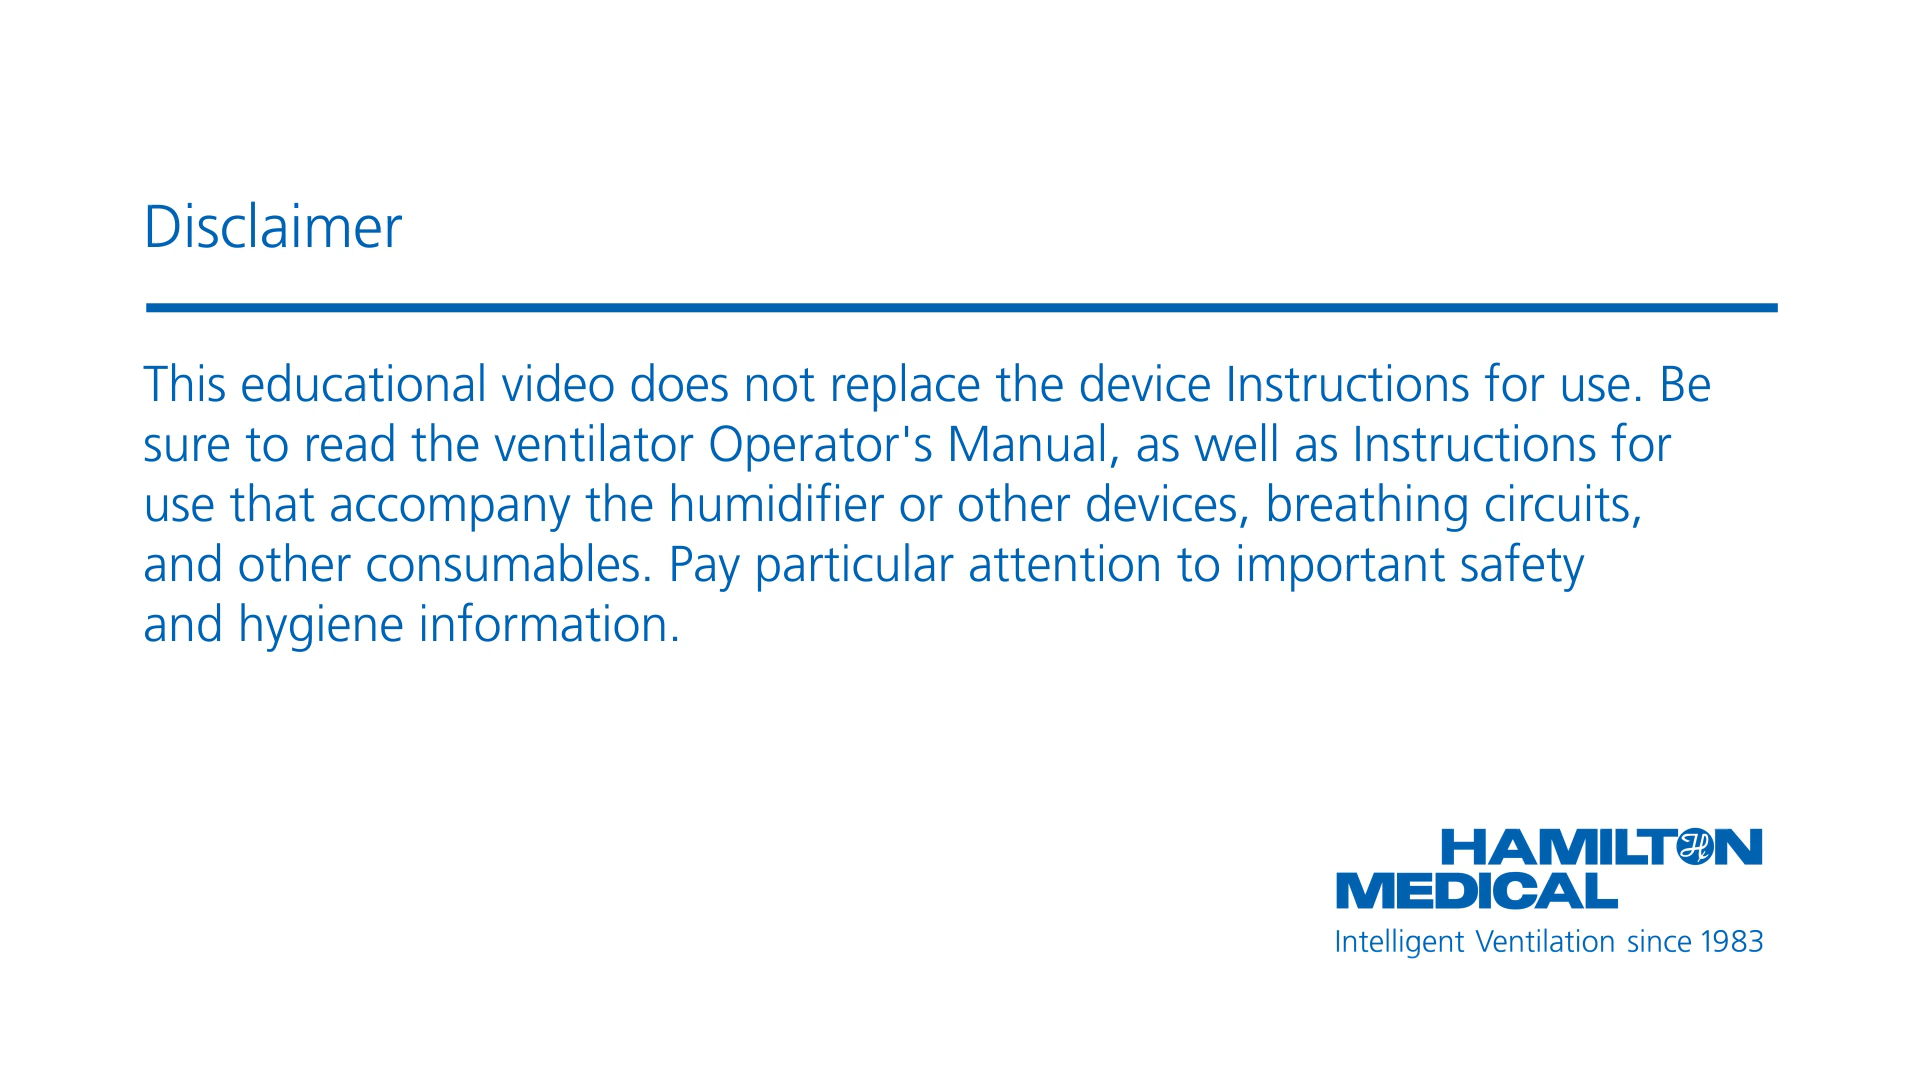 Disclaimer
This educational video does not replace the device Instructions for use. Be
sure to read the ventilator Operator's Manual, as well as Instructions for
use that accompany the humidifier or other devices, breathing circuits,
and other consumables. Pay particular attention to important safety
and hygiene information.
HAMILTON
MEDICAL
Intelligent Ventilation since 1983